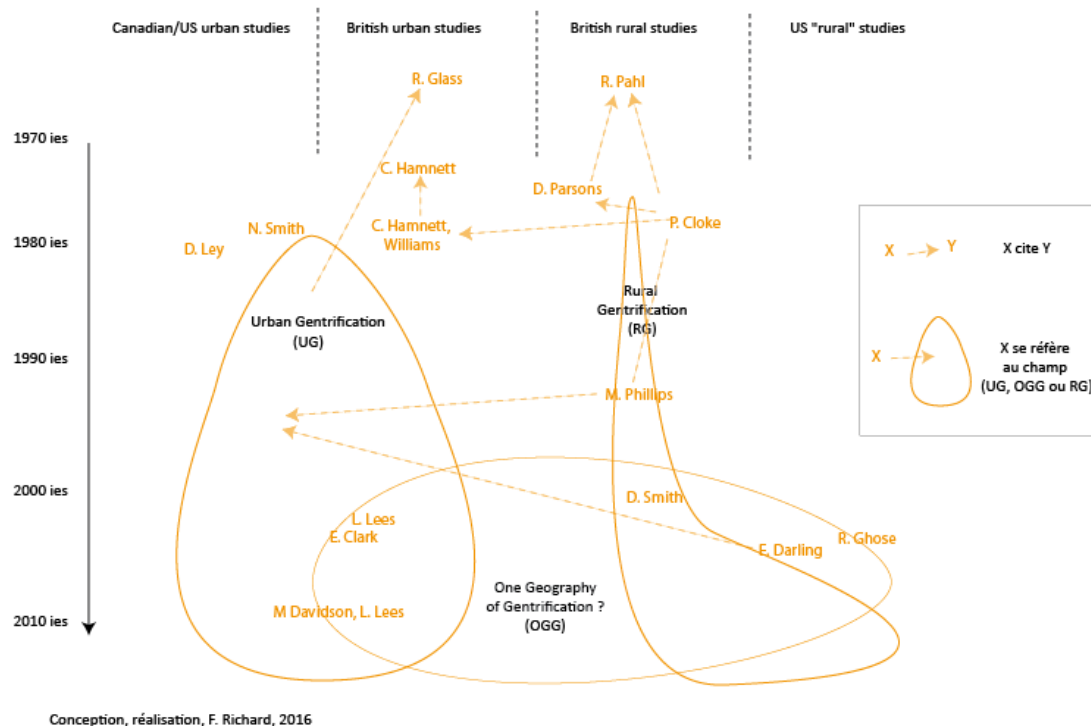 Canadian/US urban studies
British urban studies
British rural studies
US "rural" studies
R. Glass
R. Pahl
1970 ies
C. Hamnett
D. Parsons
N. Smith
C. Hamnett,
Williams
P. Cloke
1980 ies
D. Ley
X
Y
X cite Y
Urban Gentrification
(UG)
Rural
Gentrification
(RG)
1990 ies
X
X se réfère
au champ
(UG, OGG ou RG)
M. Phillips
2000 ies
D. Smith
L. Lees
E. Clark
R. Ghose
E. Darling
One Geography
of Gentrification ?
(OGG)
M Davidson, L. Lees
2010 ies
Conception, réalisation, F. Richard, 2016